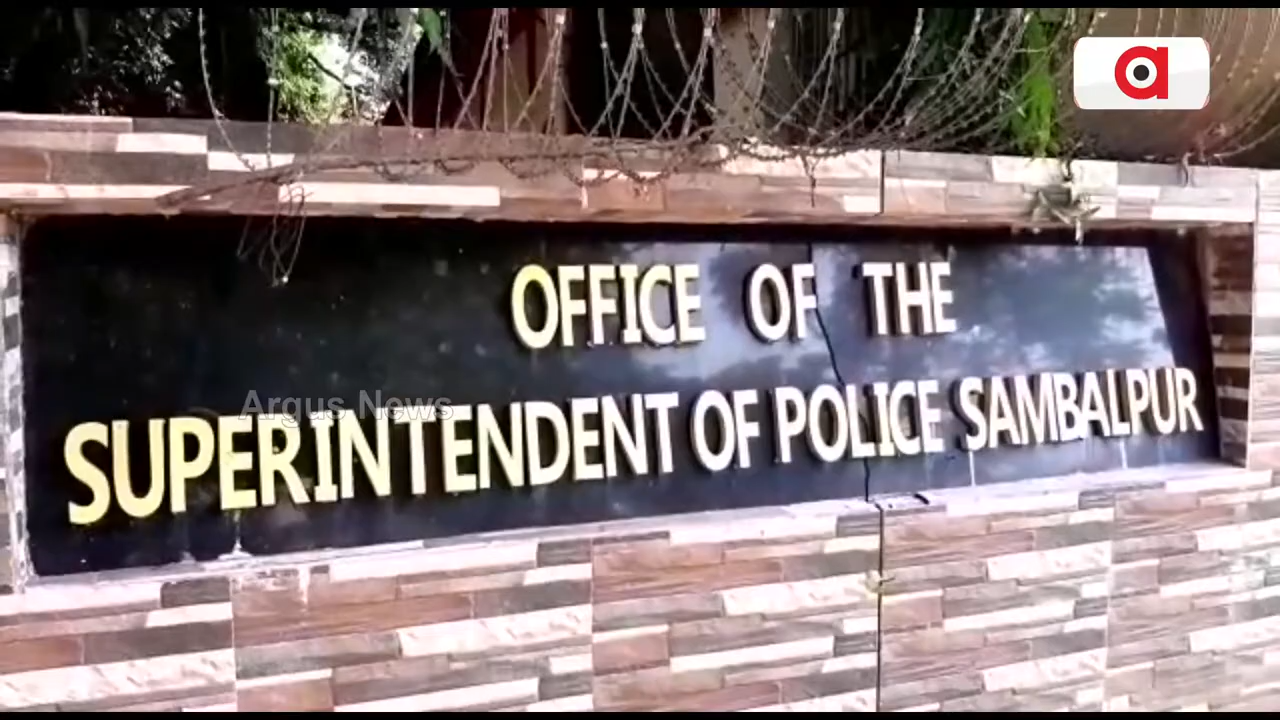 a
OFFICE OF THE
SUPERINTENDENT OF POLICE SAMBALPUR
Argus News